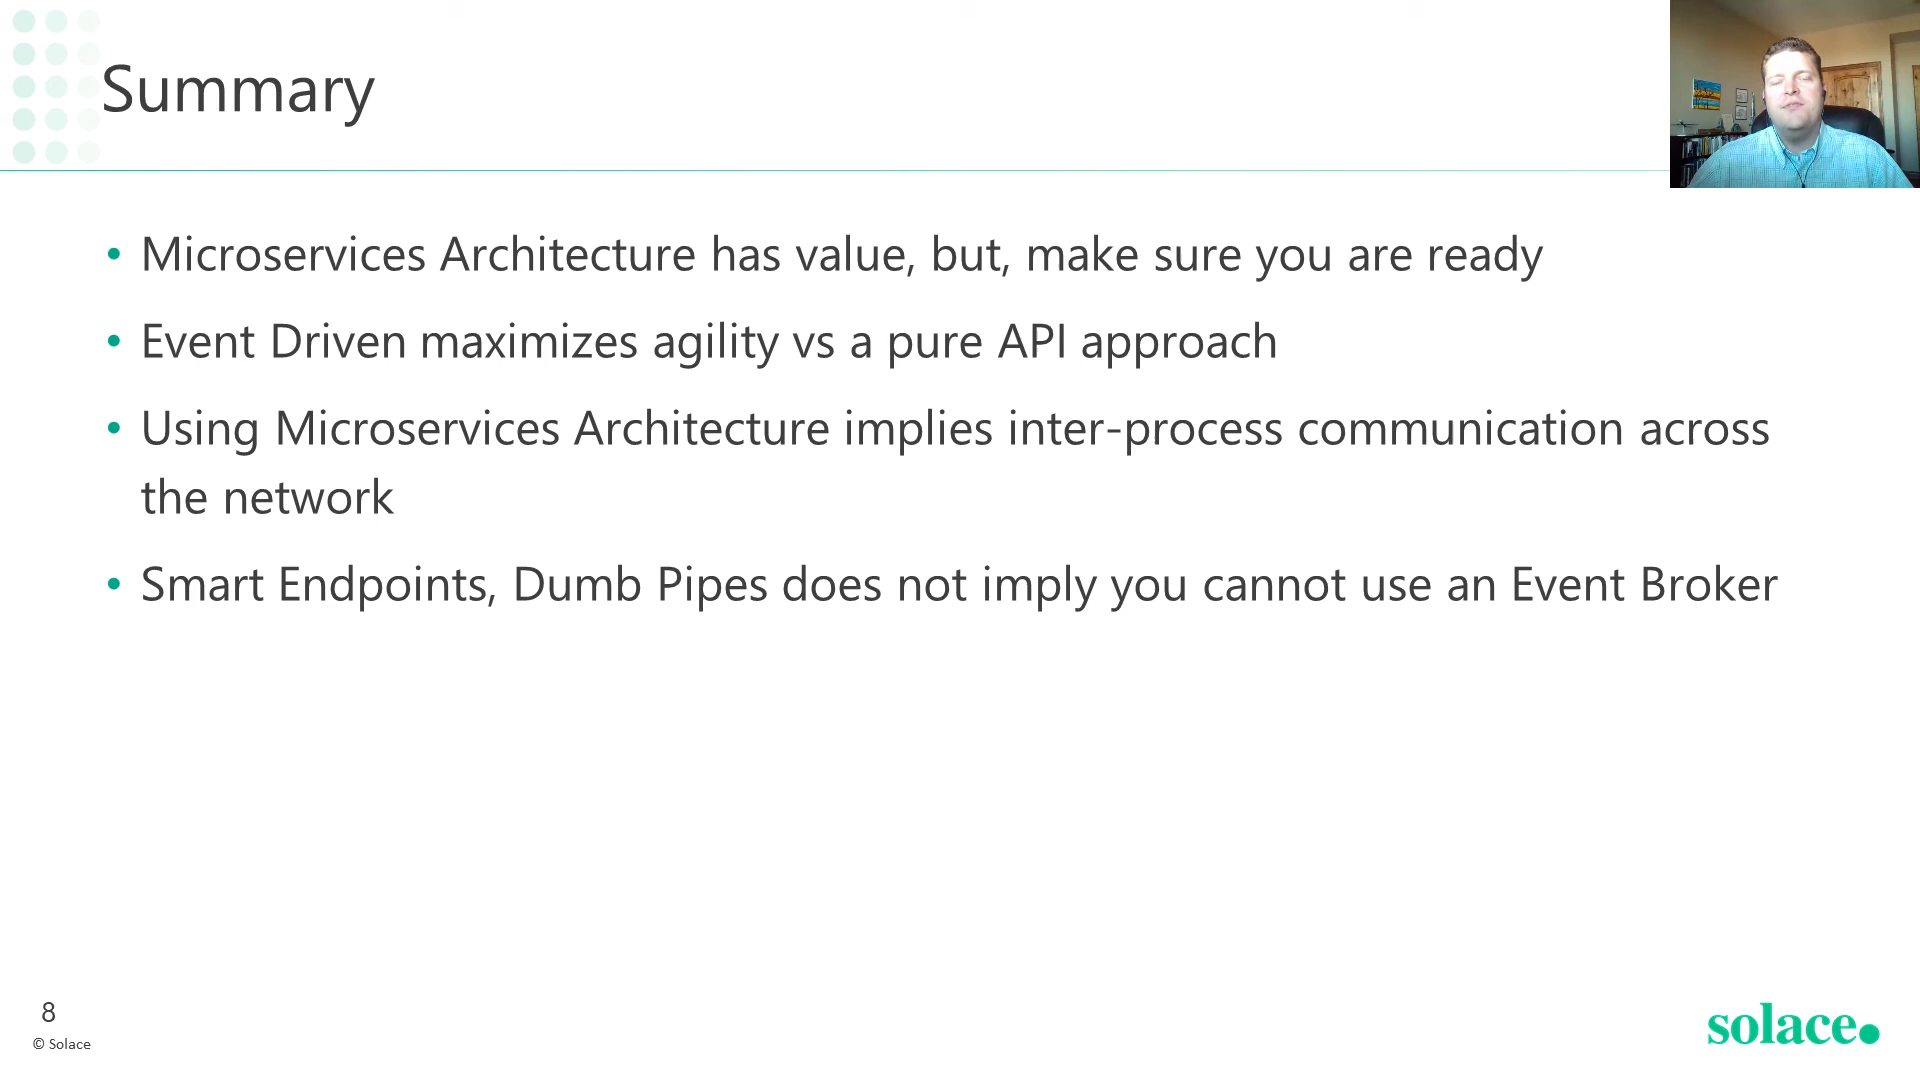 Summary
• Microservices Architecture has value, but, make sure you are ready
• Event Driven maximizes agility vs a pure API approach
• Using Microservices Architecture implies inter-process communication across
the network
• Smart Endpoints, Dumb Pipes does not imply you cannot use an Event Broker
8
© Solace
solace.